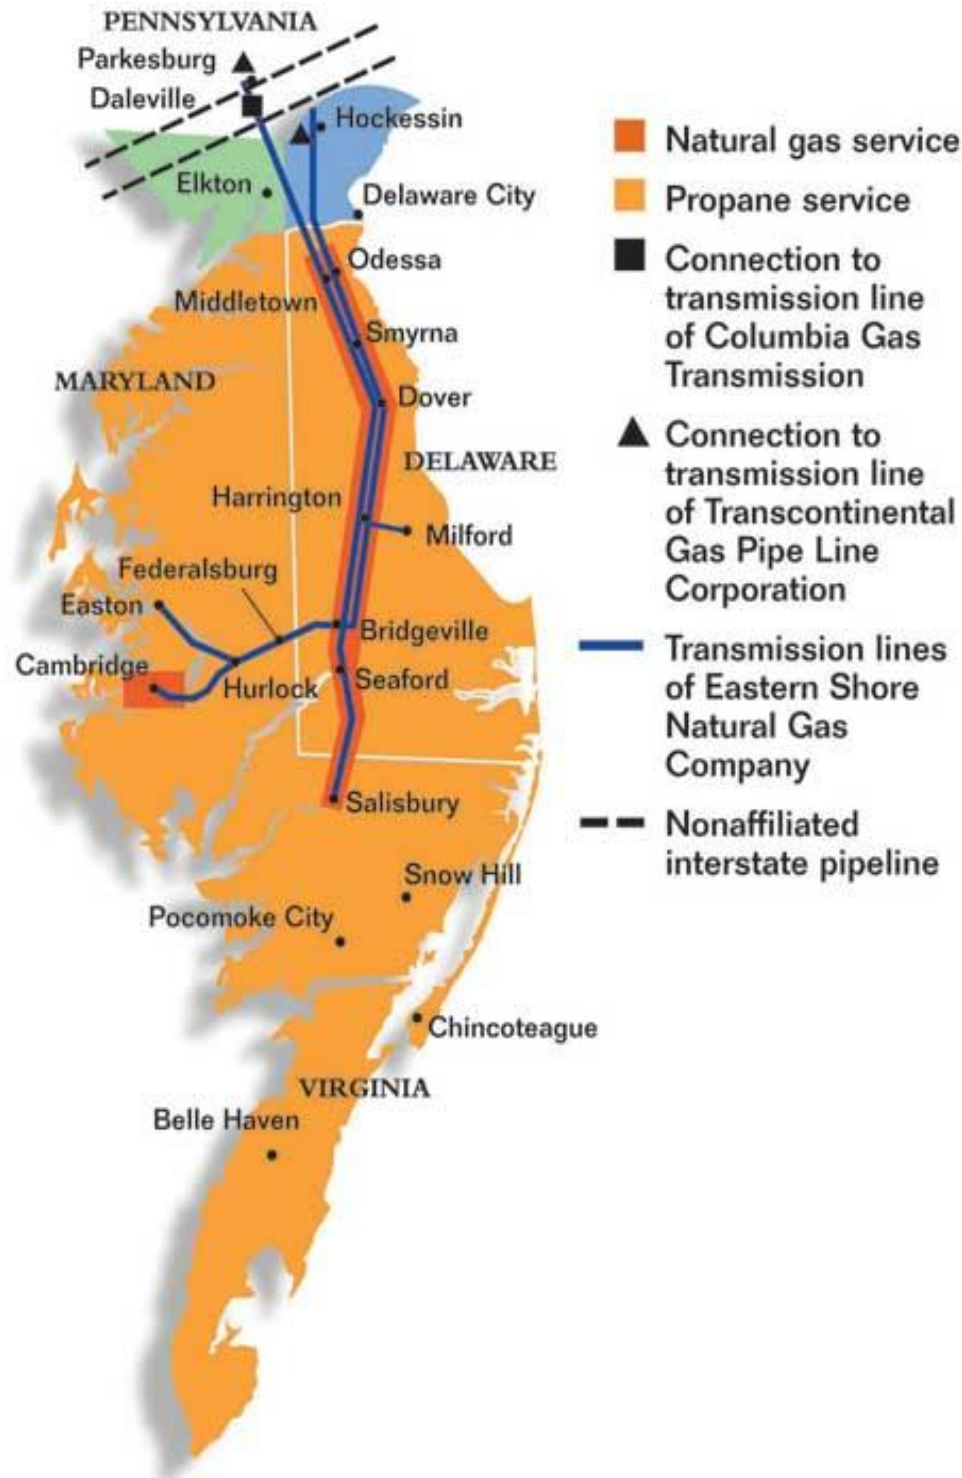 PENNSYLVANIA
Parkesburg
Daleville
Hockessin
Elkton
Delaware City
Odessa
Middletown
Smyrna
MARYLAND
Dover
DELAWARE
Harrington
Milford
Federalsburg
Easton
Bridgeville
Cambridge
Hurlock
Seaford
Salisbury
Snow Hill
Pocomoke City
Chincoteague
VIRGINIA
Belle Haven
Natural gas service
Propane service
Connection to
transmission line
of Columbia Gas
Transmission
Connection to
transmission line
of Transcontinental
Gas Pipe Line
Corporation
Transmission lines
of Eastern Shore
Natural Gas
Company
Nonaffiliated
interstate pipeline